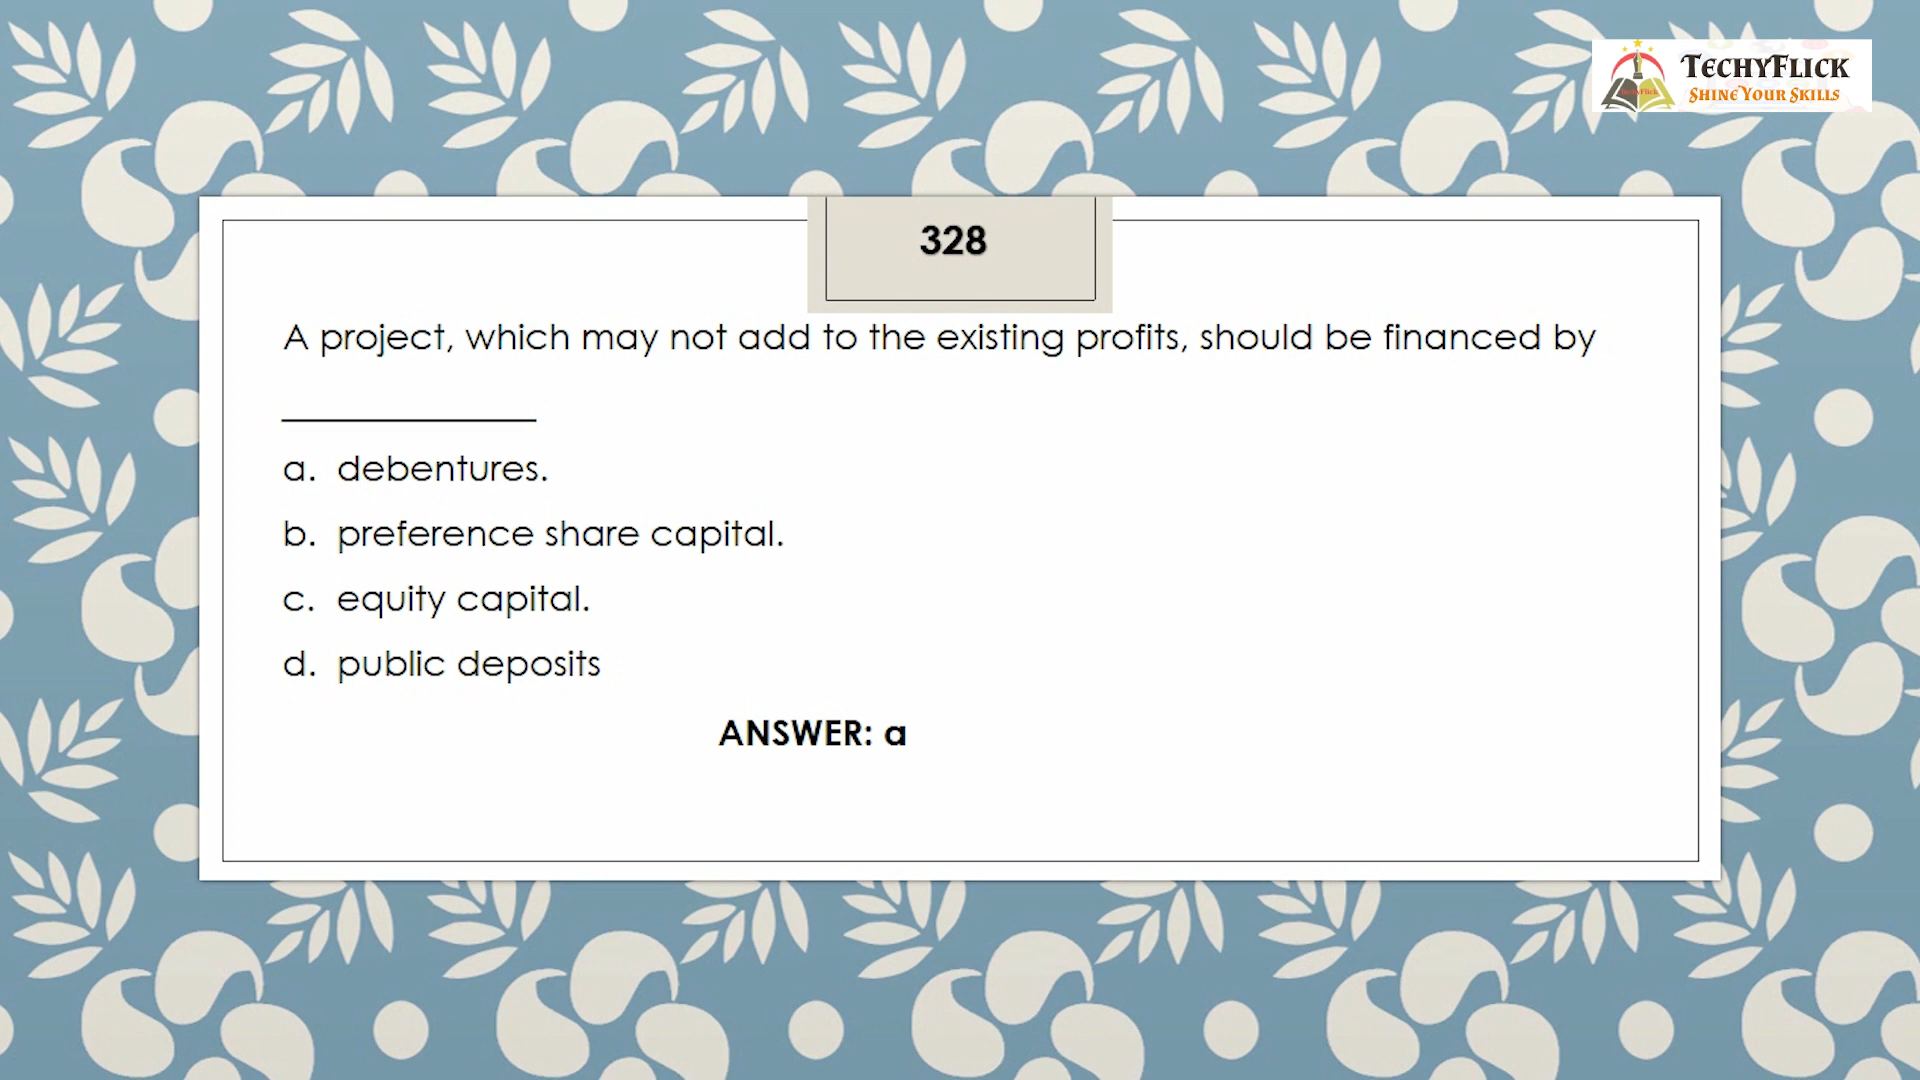 TECHYFLICK
SHINE YOUR SKILLS
328
A project, which may not add to the existing profits, should be financed by
______________
a. debentures.
b. preference share capital.
c. equity capital.
d. public deposits
ANSWER: a